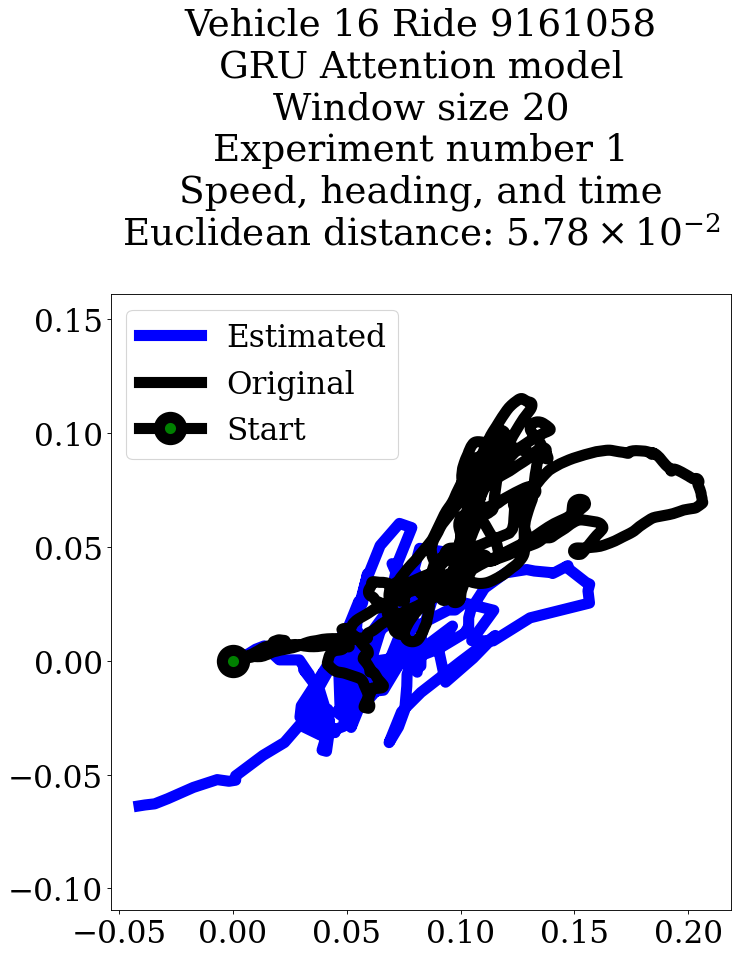 Vehicle 16 Ride 9161058
GRU Attention model
Window size 20
Experiment number 1
Speed, heading, and time
Euclidean distance: 5.78 × 10⁻²
Estimated
Original
Start
0.15
0.10
0.05
0.00
−0.05
−0.10
−0.05 0.00 0.05 0.10 0.15 0.20